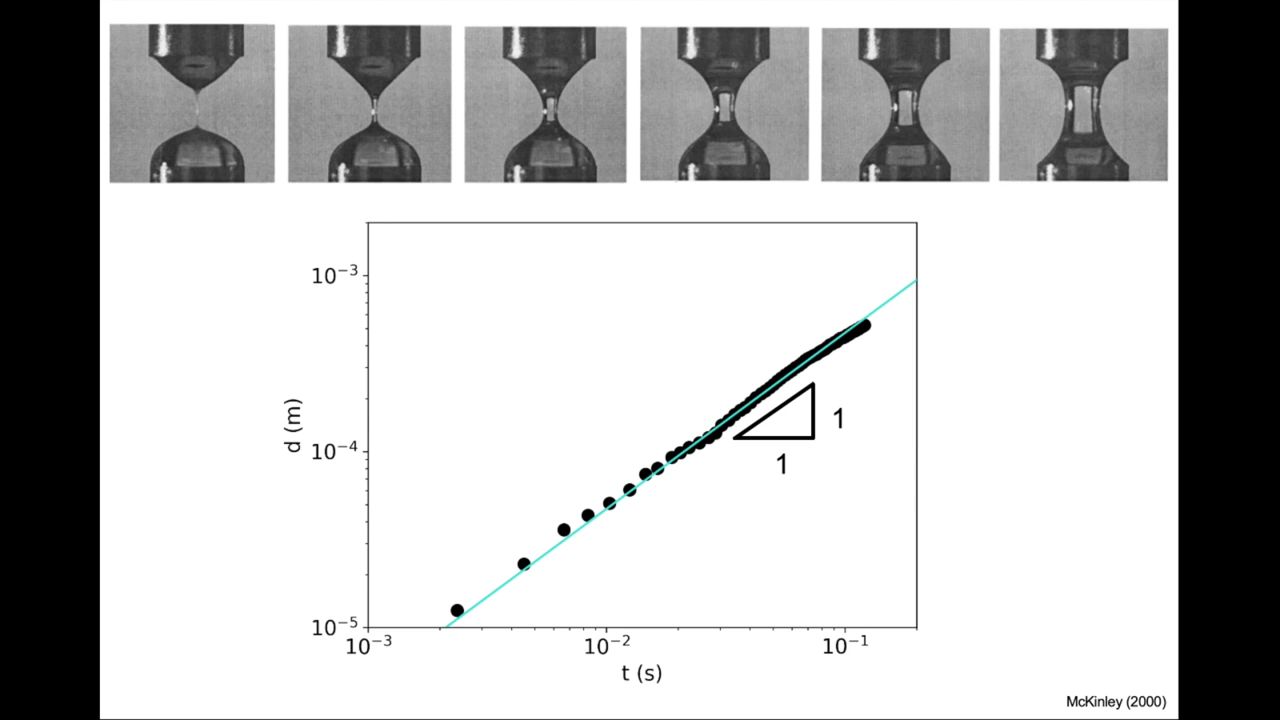 10⁻³
10⁻⁴
10⁻⁵
d (m)
1
1
10⁻³
10⁻²
10⁻¹
t (s)
McKinley (2000)